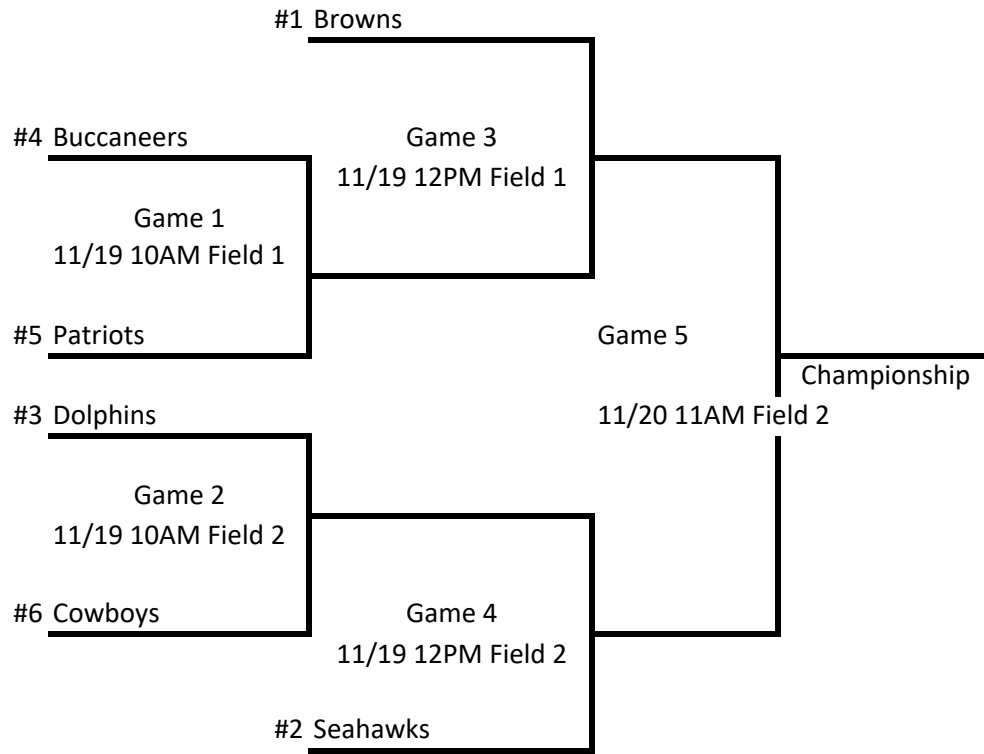 #1 Browns
#4 Buccaneers
Game 3
11/19 12PM Field 1
Game 1
11/19 10AM Field 1
#5 Patriots
Game 5
Championship
#3 Dolphins
11/20 11AM Field 2
Game 2
11/19 10AM Field 2
#6 Cowboys
Game 4
11/19 12PM Field 2
#2 Seahawks